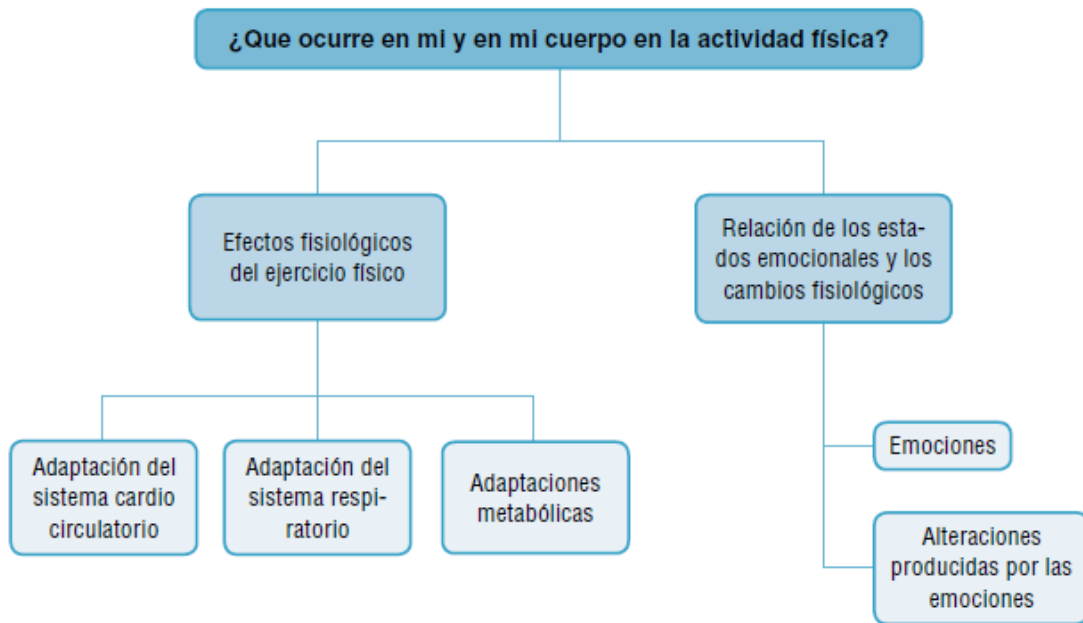 ¿Que ocurre en mi y en mi cuerpo en la actividad física?
Efectos fisiológicos
del ejercicio físico
Relación de los esta-
dos emocionales y los
cambios fisiológicos
Adaptación del
sistema cardio
circulatorio
Adaptación del
sistema respi-
ratorio
Adaptaciones
metabólicas
Emociones
Alteraciones
producidas por las
emociones